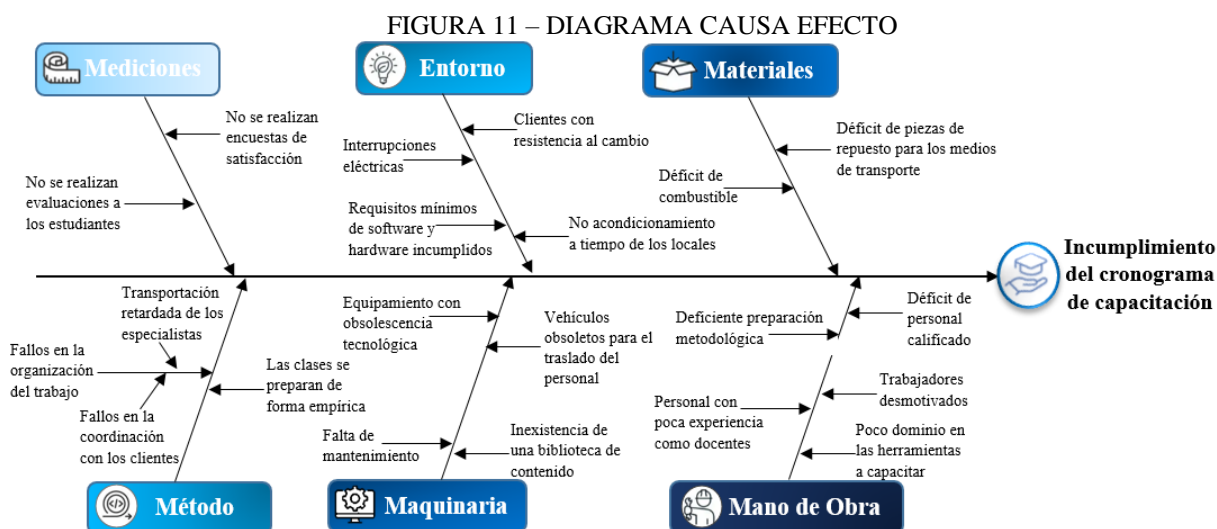 FIGURA 11 – DIAGRAMA CAUSA EFECTO
Mediciones
Entorno
Materiales
No se realizan
encuestas de
satisfacción
No se realizan
evaluaciones a
los estudiantes
Clientes con
resistencia al cambio
Interrupciones
eléctricas
Requisitos mínimos
de software y
hardware incumplidos
No acondicionamiento
a tiempo de los locales
Déficit de piezas de
repuesto para los medios
de transporte
Déficit de
combustible
Incumplimiento
del cronograma
de capacitación
Transportación
retardada de los
especialistas
Fallos en la
organización
del trabajo
Fallos en la
coordinación
con los clientes
Las clases se
preparan de
forma empírica
Equipamiento con
obsolescencia
tecnológica
Vehículos
obsoletos para el
traslado del
personal
Falta de
mantenimiento
Inexistencia de
una biblioteca de
contenido
Deficiente preparación
metodológica
Déficit de
personal
calificado
Personal con
poca experiencia
como docentes
Trabajadores
desmotivados
Poco dominio en
las herramientas
a capacitar
Método
Maquinaria
Mano de Obra